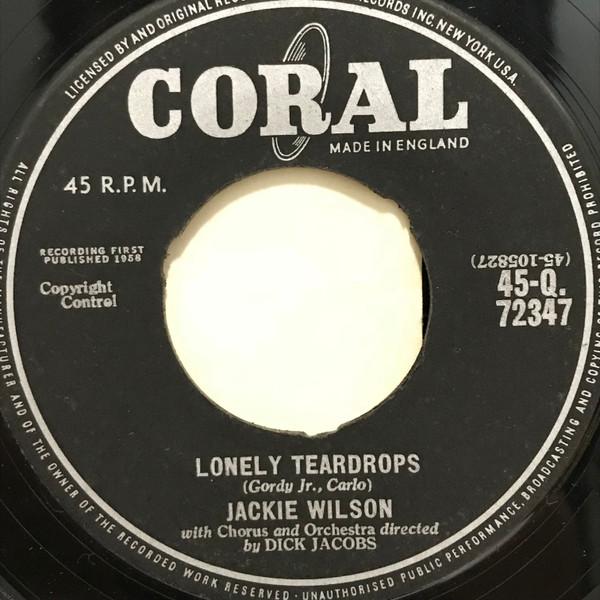 LICENSED BY AND ORIGINAL RECORDS INC. NEW YORK U.S.A.
CORAL
MADE IN ENGLAND
45 R.P.M.
RECORDING FIRST
PUBLISHED 1958
Copyright
Control
(45-105827)
45-Q.
72347
LONELY TEARDROPS
(Gordy Jr., Carlo)
JACKIE WILSON
with Chorus and Orchestra directed
by DICK JACOBS
ALL RIGHTS OF MANUFACTURER AND OF THE OWNER OF THE RECORDED WORK RESERVED · UNAUTHORISED PUBLIC PERFORMANCE, BROADCASTING AND COPYING OF RECORD PROHIBITED